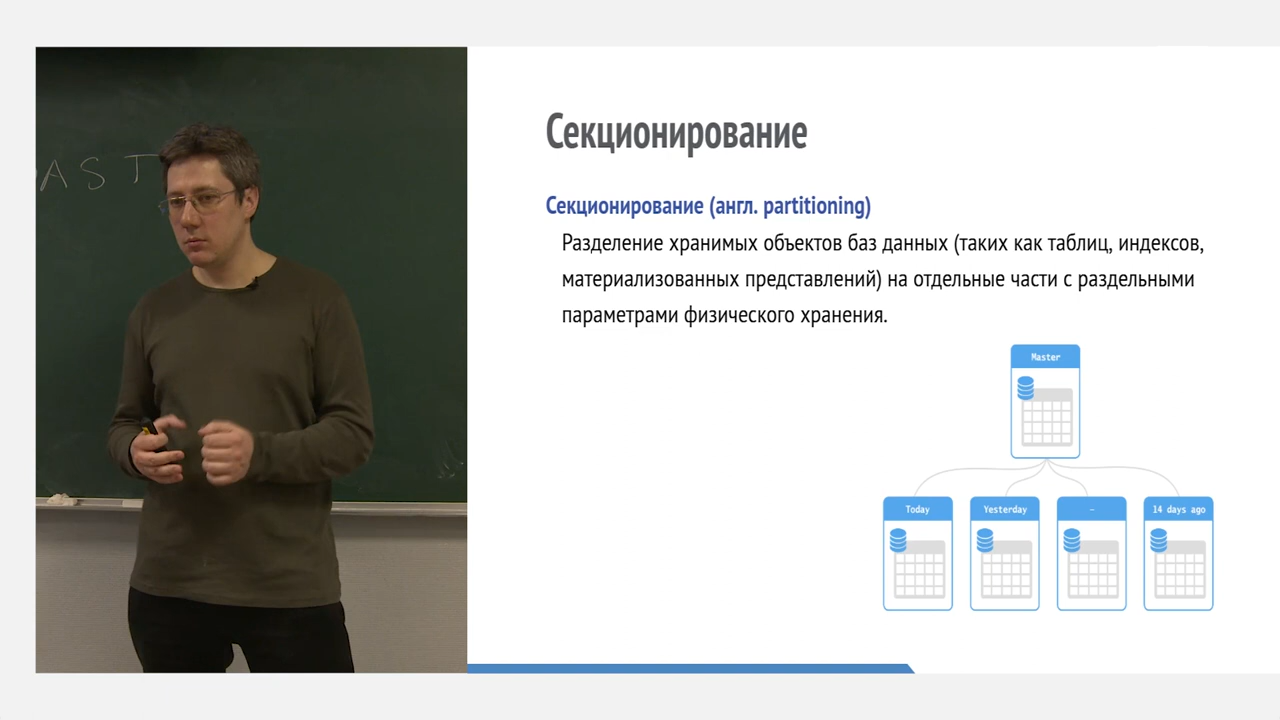 AST
Секционирование
Секционирование (англ. partitioning)
Разделение хранимых объектов баз данных (таких как таблиц, индексов,
материализованных представлений) на отдельные части с раздельными
параметрами физического хранения.
Master
Today
Yesterday
–
14 days ago